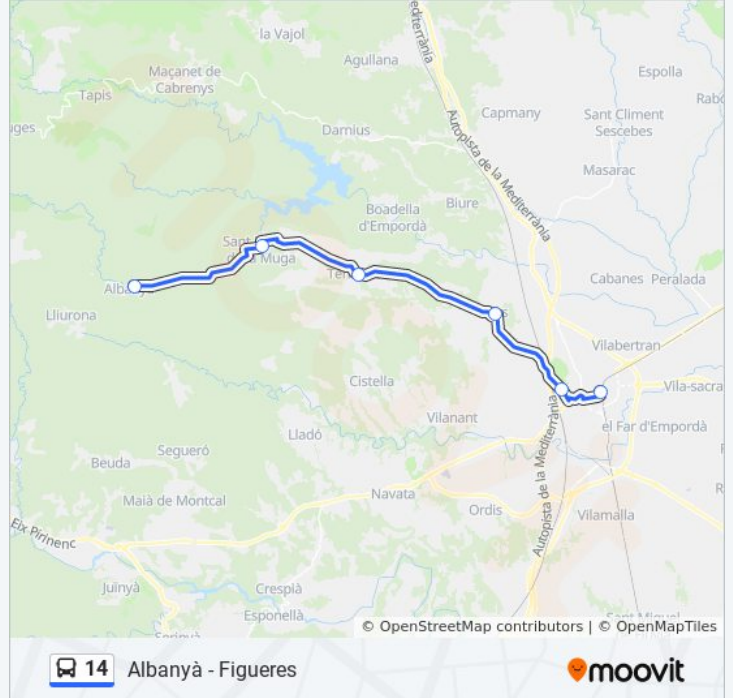 la Vajol
Agullana
Espolla
Maçanet de
Cabrenys
Tapis
Capmany
Sant Climent
Sescebes
Darnius
Autopista de la Mediterrània
Masarac
Boadella
d'Empordà
Biure
Cabanes
Peralada
Lliurona
Vilabertran
Cistella
Vila-sacra
Vilanant
el Far d'Empordà
Lladó
Segueró
Beuda
Navata
Maià de Montcal
Ordis
Autopista de la Mediterrània
Vilamalla
Eix Pirinenc
Juïnyà
Crespià
Esponellà
© OpenStreetMap contributors | © OpenMapTiles
14 Albanyà - Figueres
moovit